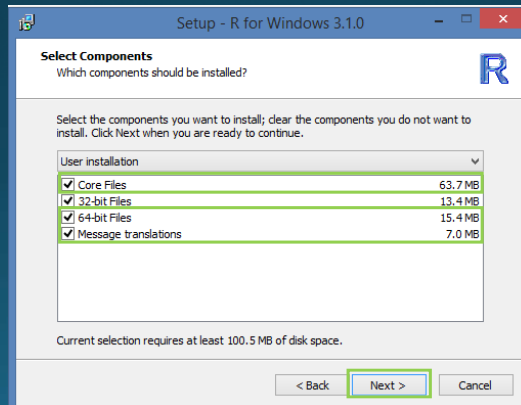 Setup - R for Windows 3.1.0
Select Components
Which components should be installed?
R
Select the components you want to install; clear the components you do not want to
install. Click Next when you are ready to continue.
User installation
Core Files 63.7 MB
32-bit Files 13.4 MB
64-bit Files 15.4 MB
Message translations 7.0 MB
Current selection requires at least 100.5 MB of disk space.
< Back Next > Cancel